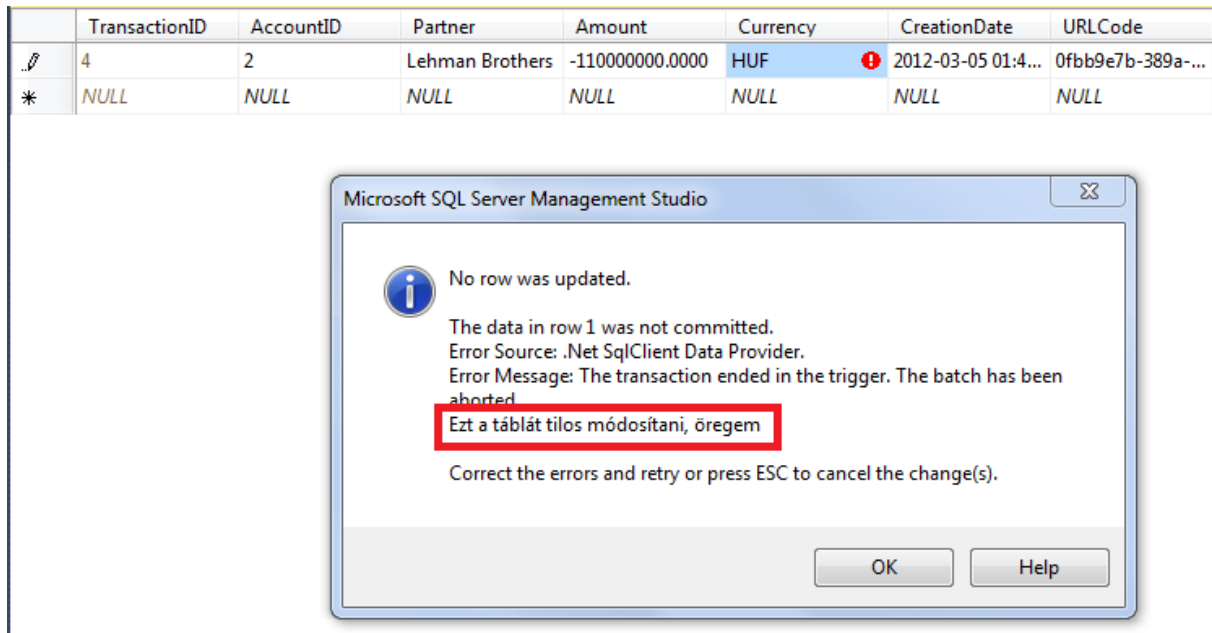 TransactionID AccountID Partner Amount Currency CreationDate URLCode
4 2 Lehman Brothers -110000000.0000 HUF 2012-03-05 01:4... 0fbb9e7b-389a-...
NULL NULL NULL NULL NULL NULL NULL
Microsoft SQL Server Management Studio
No row was updated.
The data in row 1 was not committed.
Error Source: .Net SqlClient Data Provider.
Error Message: The transaction ended in the trigger. The batch has been
aborted.
Ezt a táblát tilos módosítani, öregem
Correct the errors and retry or press ESC to cancel the change(s).
OK Help